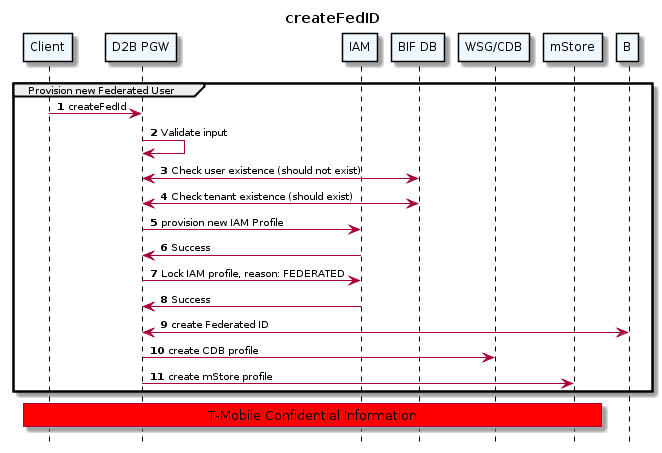 createFedID
Client
D2B PGW
IAM
BIF DB
WSG/CDB
mStore
B
Provision new Federated User
1 createFedId
2 Validate input
3 Check user existence (should not exist)
4 Check tenant existence (should exist)
5 provision new IAM Profile
6 Success
7 Lock IAM profile, reason: FEDERATED
8 Success
9 create Federated ID
10 create CDB profile
11 create mStore profile
T-Mobile Confidential Information